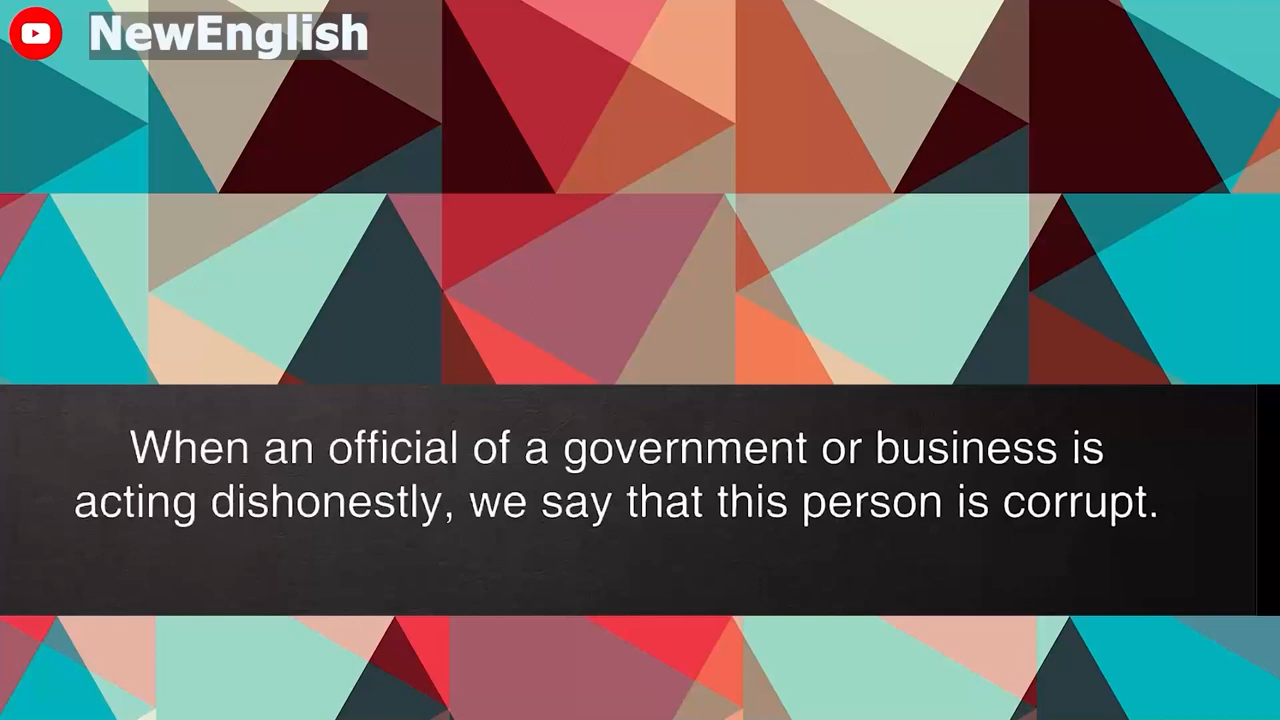 NewEnglish
When an official of a government or business is
acting dishonestly, we say that this person is corrupt.